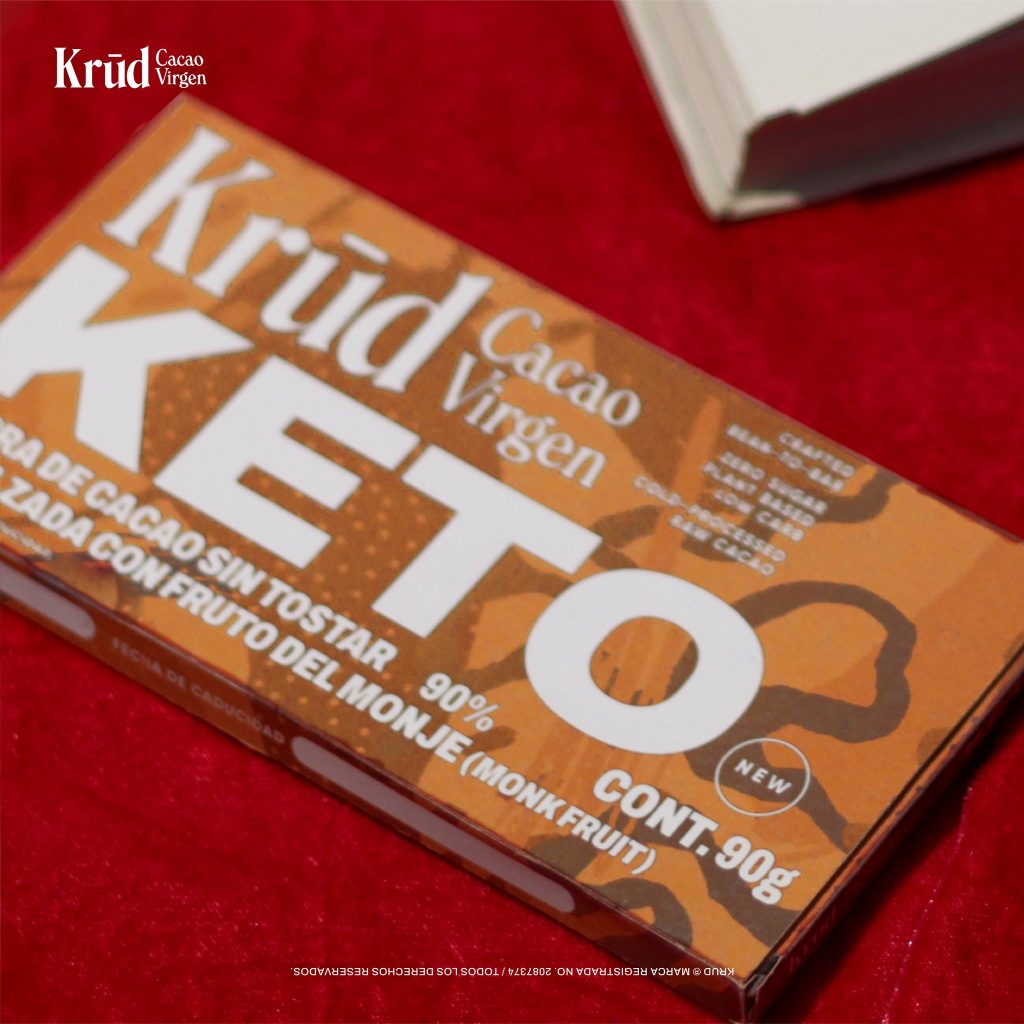 Krūd Cacao
Virgen
Krūd Cacao
Virgen
KETO
CRAFTED
BEAN-TO-BAR
ZERO SUGAR
PLANT BASED
LOW CARB
COLD-PROCESSED
RAW CACAO
DE CACAO SIN TOSTAR 90%
CON FRUTO DEL MONJE (MONK FRUIT)
NEW
CONT. 90g
FECHA DE CADUCIDAD
KRUD ® MARCA REGISTRADA NO. 2087374 / TODOS LOS DERECHOS RESERVADOS.